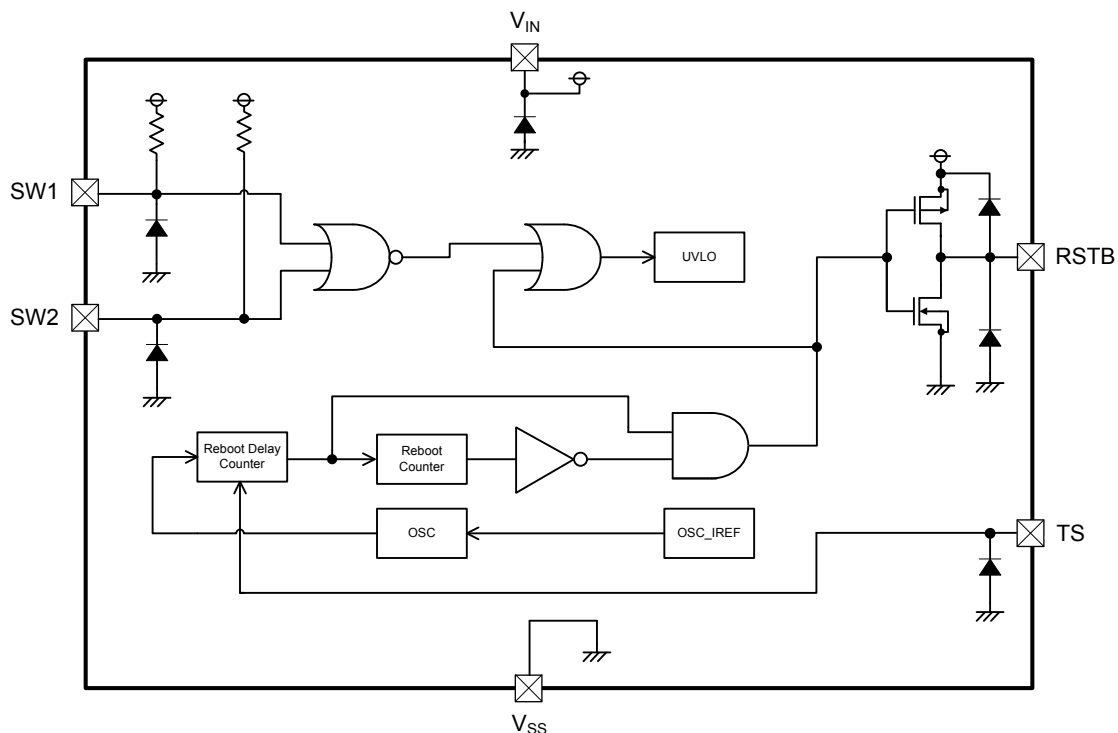 VIN
SW1
SW2
UVLO
RSTB
Reboot Delay
Counter
Reboot
Counter
OSC
OSC_IREF
TS
VSS